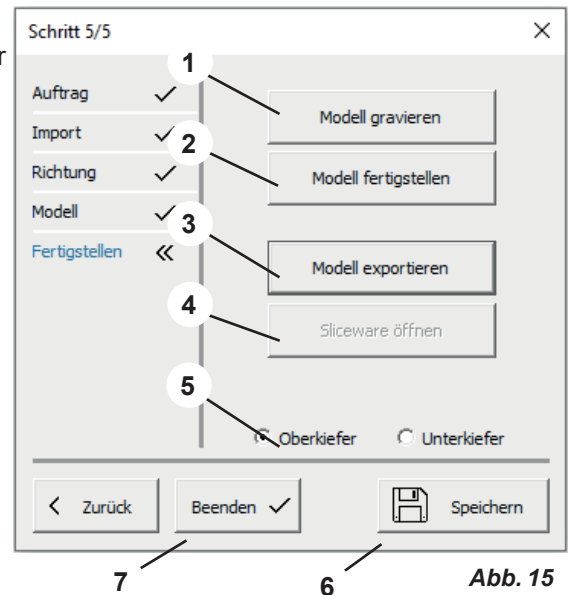 Schritt 5/5
r
1
Auftrag
Modell gravieren
Import
2
Richtung
Modell fertigstellen
Modell
3
Fertigstellen
Modell exportieren
4
Sliceware öffnen
5
Oberkiefer Unterkiefer
Zurück Beenden Speichern
7 6 Abb. 15